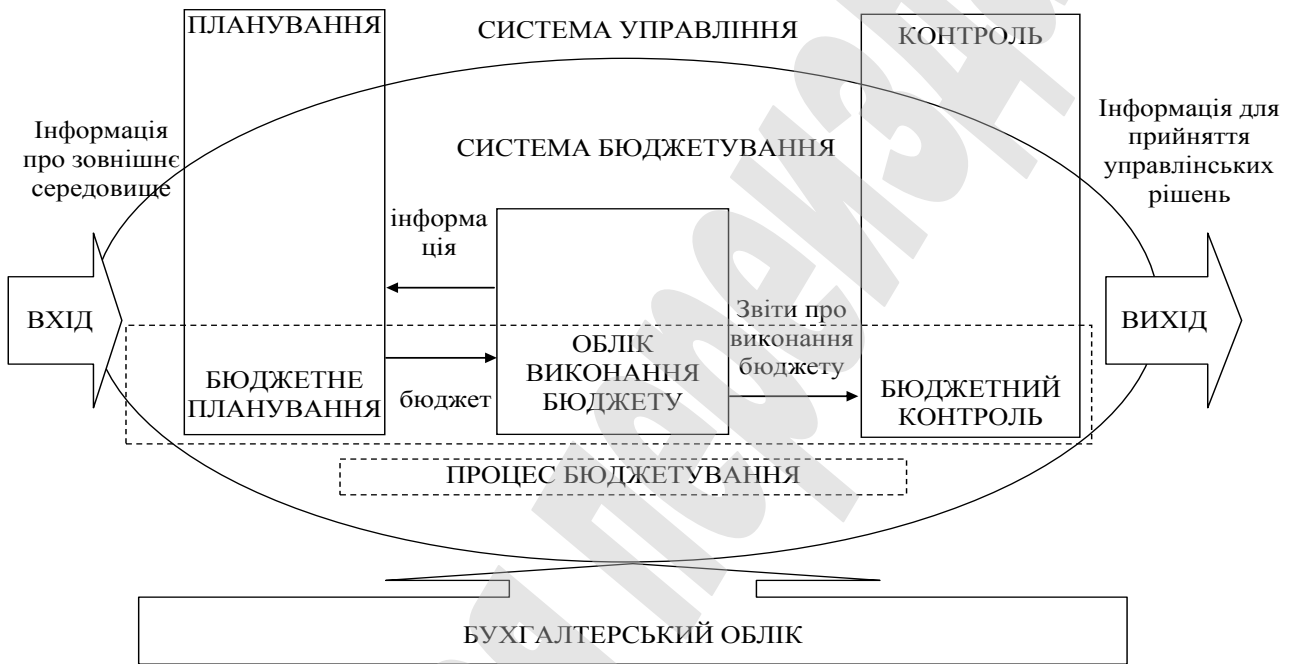 ПЛАНУВАННЯ
СИСТЕМА УПРАВЛІННЯ
КОНТРОЛЬ
Інформація
про зовнішнє
середовище
СИСТЕМА БЮДЖЕТУВАННЯ
Інформація для
прийняття
управлінських
рішень
інформа
ція
ВХІД
Звіти про
виконання
бюджету
ВИХІД
БЮДЖЕТНЕ
ПЛАНУВАННЯ
бюджет
ОБЛІК
ВИКОНАННЯ
БЮДЖЕТУ
БЮДЖЕТНИЙ
КОНТРОЛЬ
ПРОЦЕС БЮДЖЕТУВАННЯ
БУХГАЛТЕРСЬКИЙ ОБЛІК